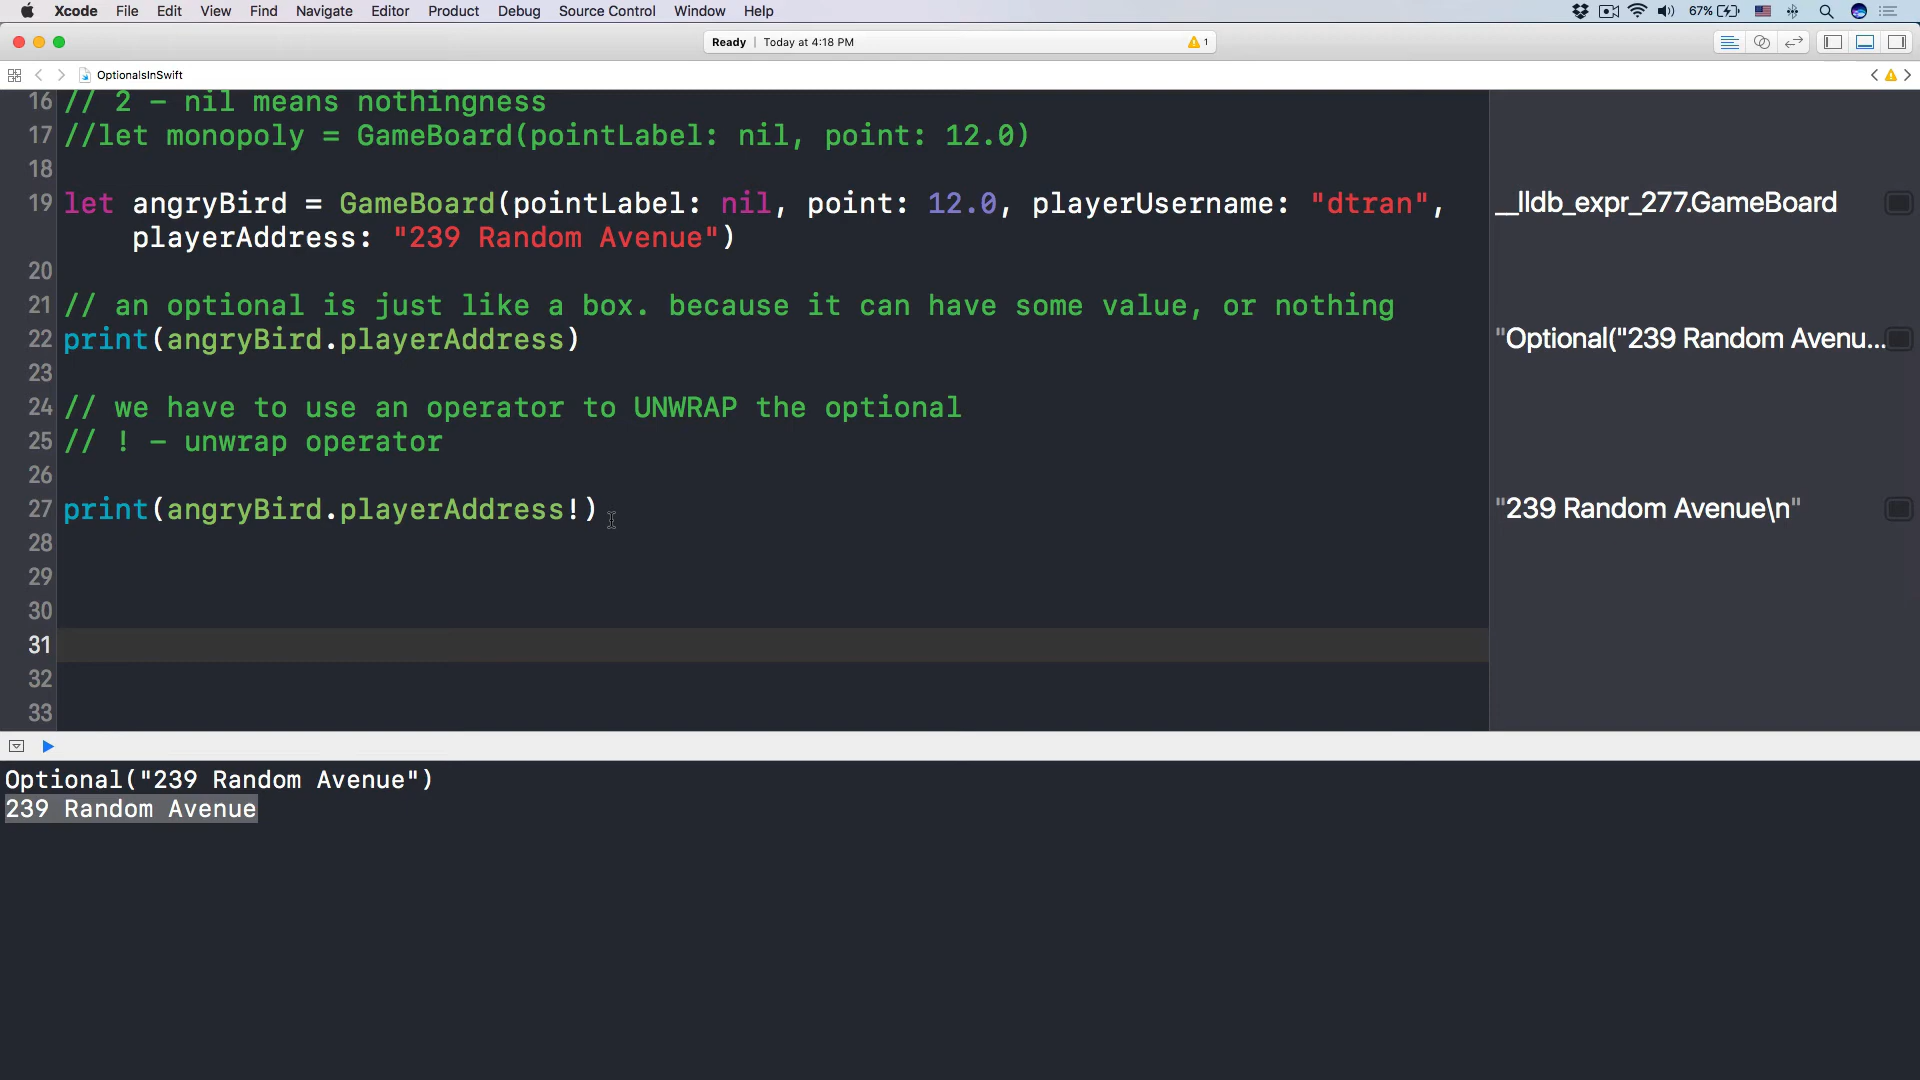 Xcode File Edit View Find Navigate Editor Product Debug Source Control Window Help 67%
Ready Today at 4:18 PM 1
OptionalsInSwift
16 // 2 – nil means nothingness
17 //let monopoly = GameBoard(pointLabel: nil, point: 12.0)
18
19 let angryBird = GameBoard(pointLabel: nil, point: 12.0, playerUsername: "dtran", __lldb_expr_277.GameBoard
playerAddress: "239 Random Avenue")
20
21 // an optional is just like a box. because it can have some value, or nothing
22 print(angryBird.playerAddress) "Optional("239 Random Avenu...
23
24 // we have to use an operator to UNWRAP the optional
25 // ! – unwrap operator
26
27 print(angryBird.playerAddress!) "239 Random Avenue\n"
28
29
30
31
32
33
Optional("239 Random Avenue")
239 Random Avenue